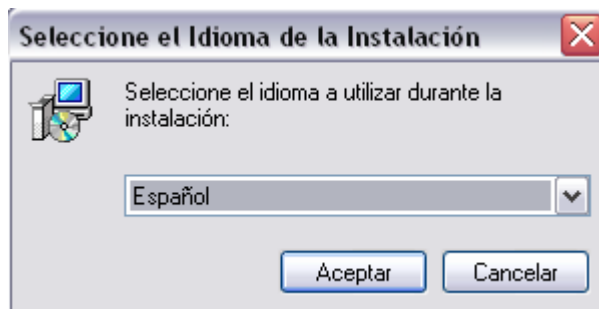 Seleccione el Idioma de la Instalación
Seleccione el idioma a utilizar durante la
instalación:
Español
Aceptar Cancelar